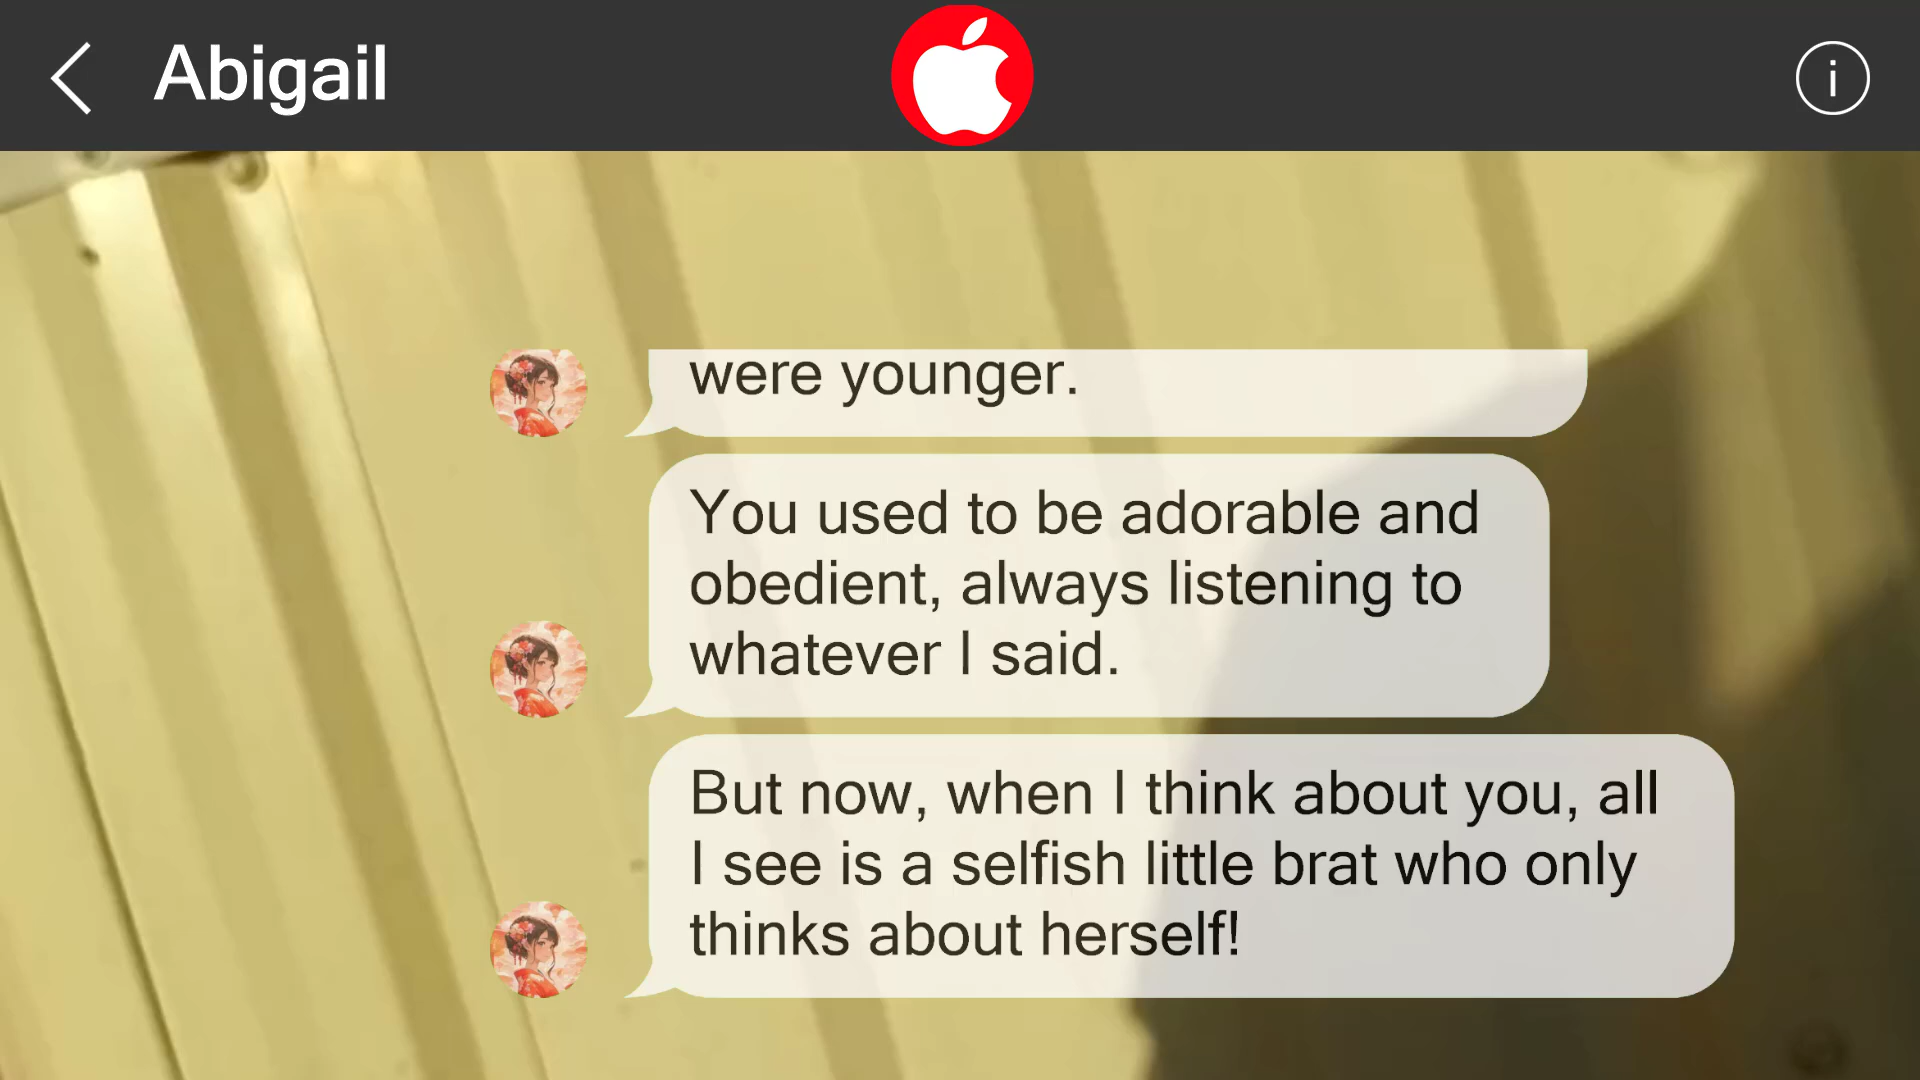 Abigail
i
were younger.
You used to be adorable and
obedient, always listening to
whatever I said.
But now, when I think about you, all
I see is a selfish little brat who only
thinks about herself!